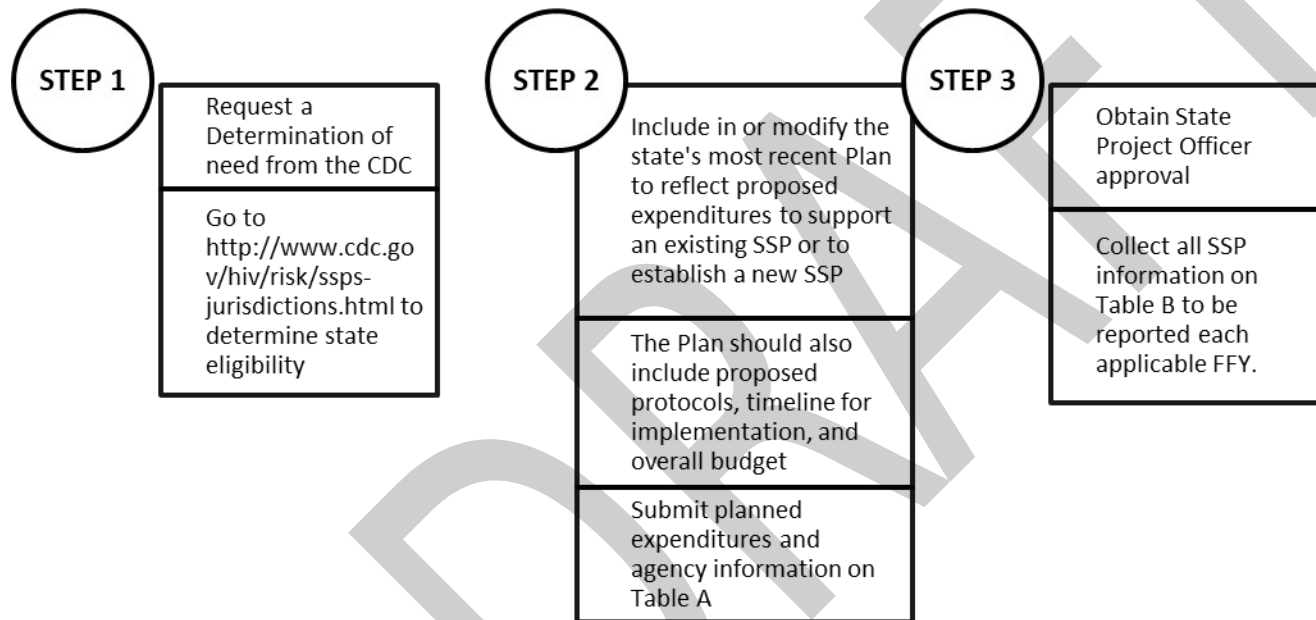 STEP 1
Request a
Determination of
need from the CDC
Go to
http://www.cdc.go
v/hiv/risk/ssps-
jurisdictions.html to
determine state
eligibility
STEP 2
Include in or modify the
state's most recent Plan
to reflect proposed
expenditures to support
an existing SSP or to
establish a new SSP
The Plan should also
include proposed
protocols, timeline for
implementation, and
overall budget
Submit planned
expenditures and
agency information on
Table A
STEP 3
Obtain State
Project Officer
approval
Collect all SSP
information on
Table B to be
reported each
applicable FFY.
DRAFT